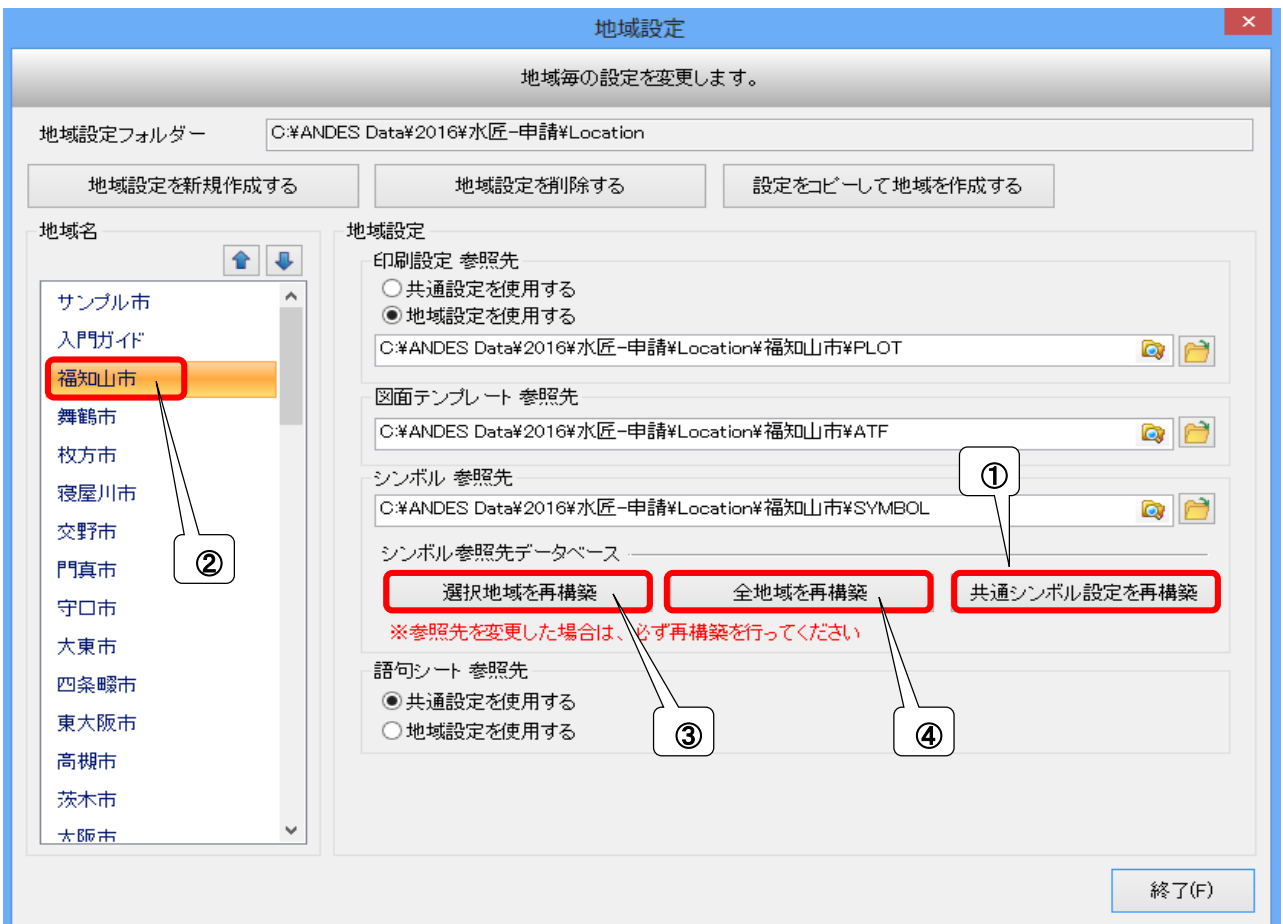 地域設定
地域毎の設定を変更します。
地域設定フォルダー
C:¥ANDES Data¥2016¥水匠-申請¥Location
地域設定を新規作成する
地域設定を削除する
設定をコピーして地域を作成する
地域名
サンプル市
入門ガイド
福知山市
舞鶴市
枚方市
寝屋川市
交野市
門真市
守口市
大東市
四条畷市
東大阪市
高槻市
茨木市
大阪市
②
地域設定
印刷設定 参照先
共通設定を使用する
地域設定を使用する
C:¥ANDES Data¥2016¥水匠-申請¥Location¥福知山市¥PLOT
図面テンプレート 参照先
C:¥ANDES Data¥2016¥水匠-申請¥Location¥福知山市¥ATF
シンボル 参照先
①
C:¥ANDES Data¥2016¥水匠-申請¥Location¥福知山市¥SYMBOL
シンボル参照先データベース
選択地域を再構築
全地域を再構築
共通シンボル設定を再構築
※参照先を変更した場合は、必ず再構築を行ってください
語句シート 参照先
共通設定を使用する
地域設定を使用する
③
④
終了(F)